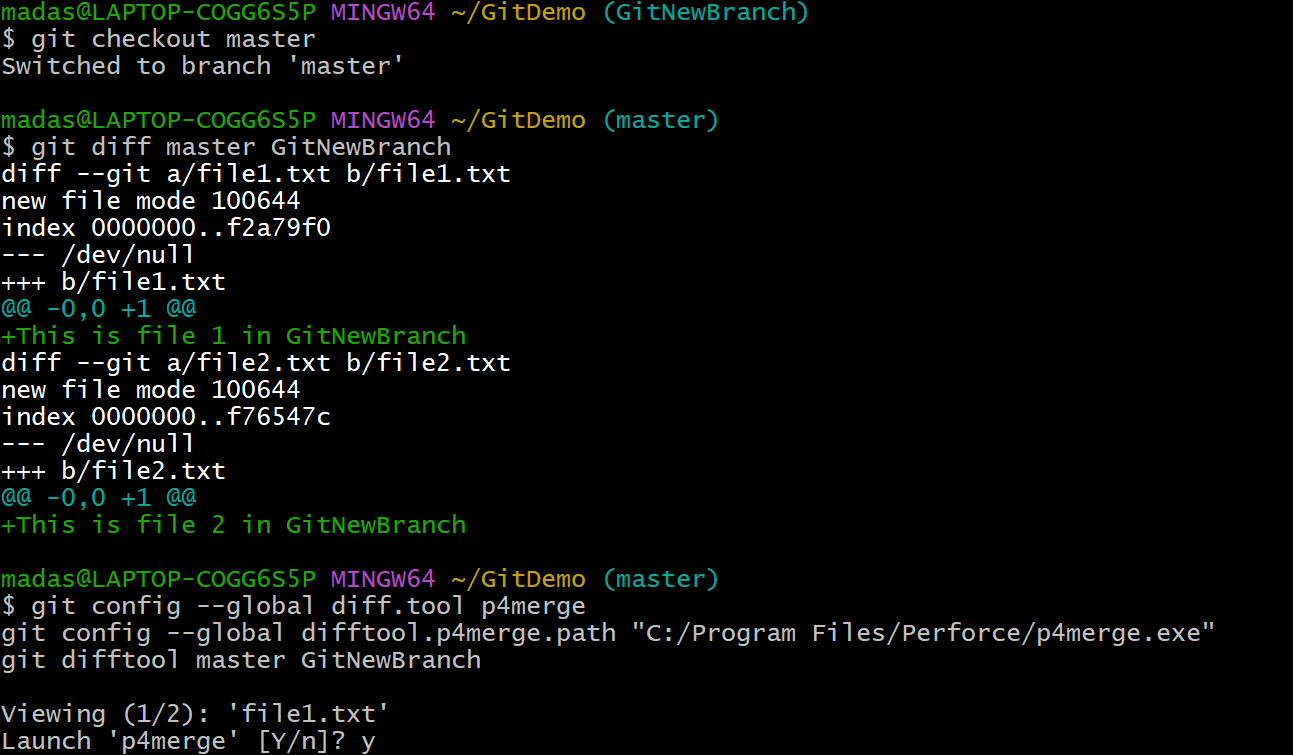 madas@LAPTOP-COGG6S5P MINGW64 ~/GitDemo (GitNewBranch)
$ git checkout master
Switched to branch 'master'
madas@LAPTOP-COGG6S5P MINGW64 ~/GitDemo (master)
$ git diff master GitNewBranch
diff --git a/file1.txt b/file1.txt
new file mode 100644
index 0000000..f2a79f0
--- /dev/null
+++ b/file1.txt
@@ -0,0 +1 @@
+This is file 1 in GitNewBranch
diff --git a/file2.txt b/file2.txt
new file mode 100644
index 0000000..f76547c
--- /dev/null
+++ b/file2.txt
@@ -0,0 +1 @@
+This is file 2 in GitNewBranch
madas@LAPTOP-COGG6S5P MINGW64 ~/GitDemo (master)
$ git config --global diff.tool p4merge
git config --global difftool.p4merge.path "C:/Program Files/Perforce/p4merge.exe"
git difftool master GitNewBranch
Viewing (1/2): 'file1.txt'
Launch 'p4merge' [Y/n]? y